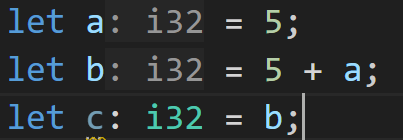 let a: i32 = 5;
let b: i32 = 5 + a;
let c: i32 = b;